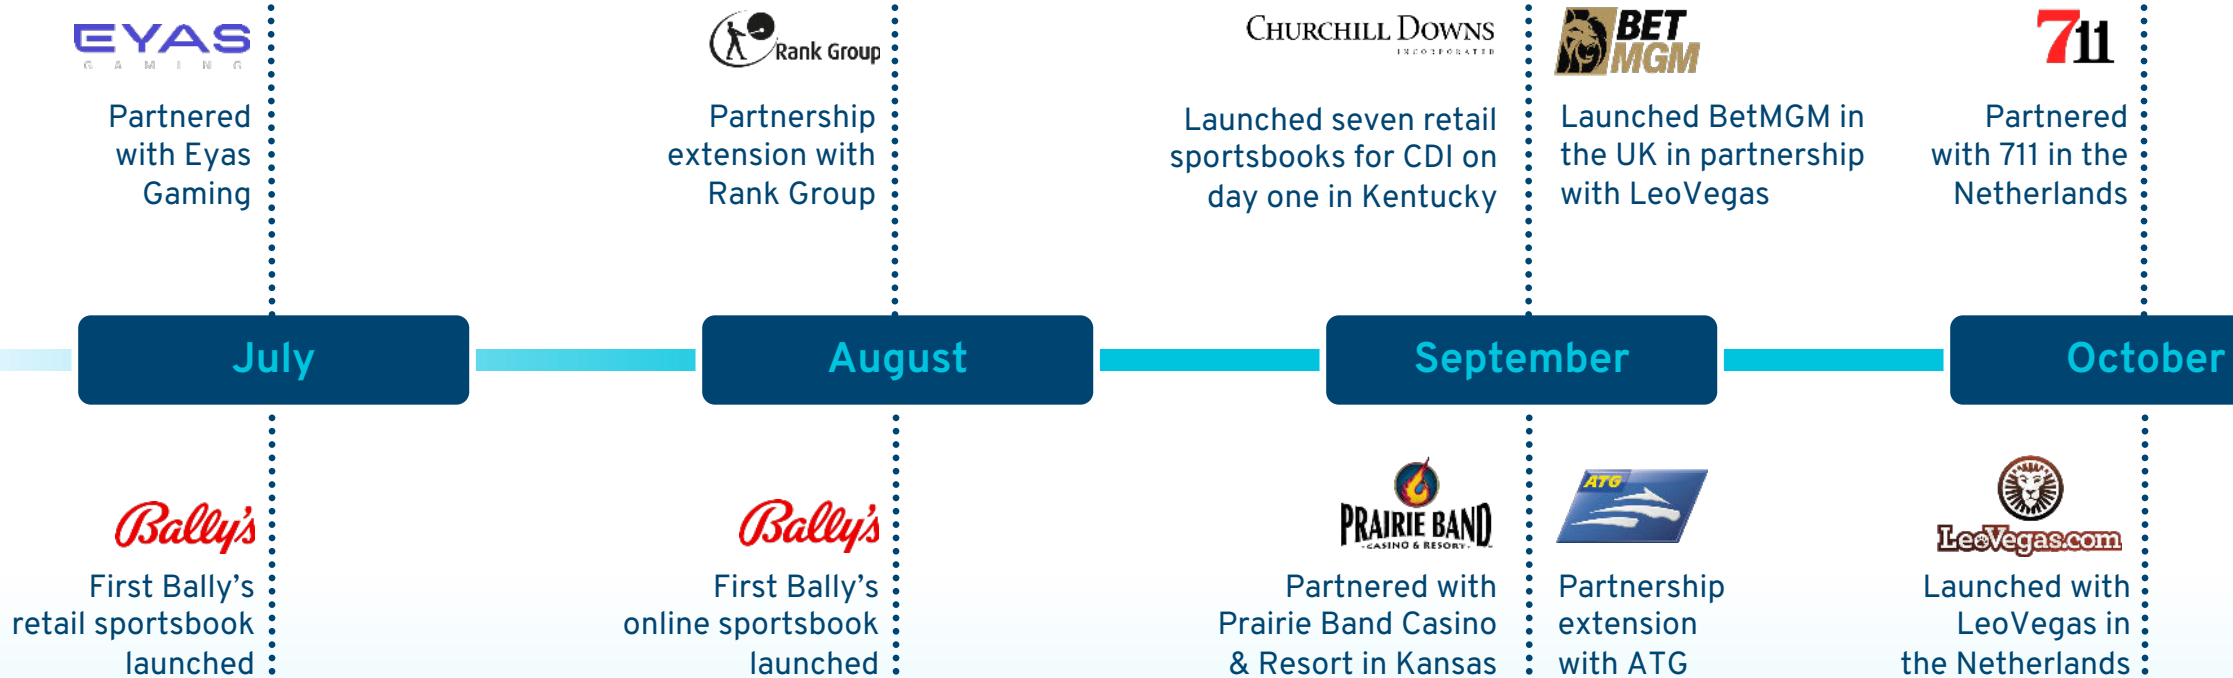 EYAS
GAMING
Partnered
with Eyas
Gaming
Rank Group
Partnership
extension with
Rank Group
CHURCHILL DOWNS
INCORPORATED
Launched seven retail
sportsbooks for CDI on
day one in Kentucky
BET
MGM
Launched BetMGM in
the UK in partnership
with LeoVegas
711
Partnered
with 711 in the
Netherlands
July
August
September
October
Bally's
First Bally’s
retail sportsbook
launched
Bally's
First Bally’s
online sportsbook
launched
PRAIRIE BAND
CASINO & RESORT
Partnered with
Prairie Band Casino
& Resort in Kansas
ATG
Partnership
extension
with ATG
LeoVegas.com
Launched with
LeoVegas in
the Netherlands